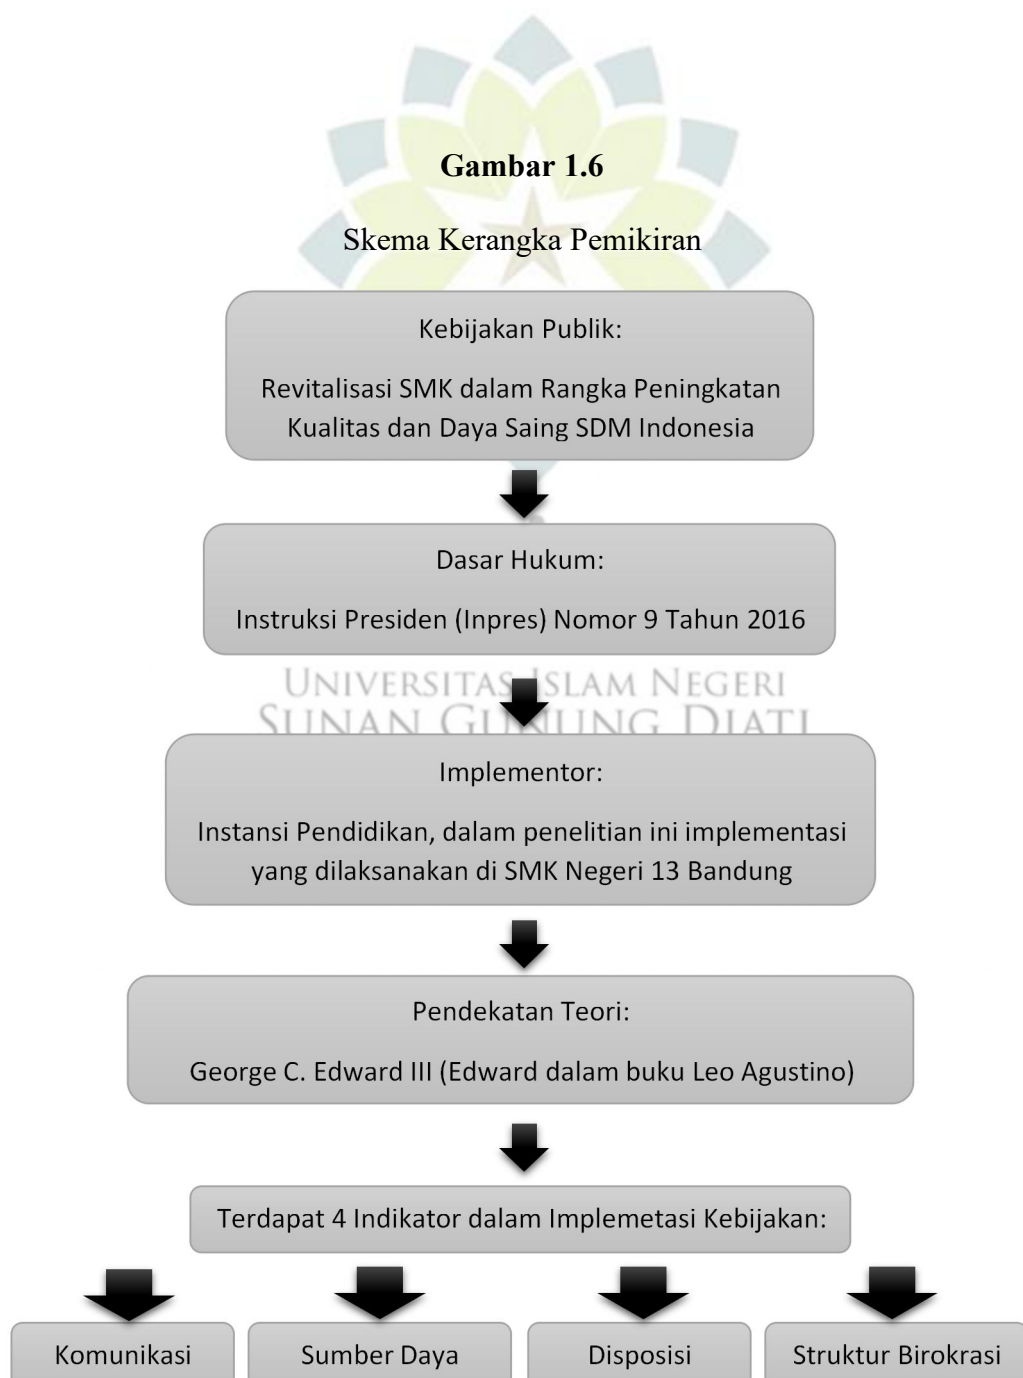 Gambar 1.6
Skema Kerangka Pemikiran
Kebijakan Publik:
Revitalisasi SMK dalam Rangka Peningkatan
Kualitas dan Daya Saing SDM Indonesia
Dasar Hukum:
Instruksi Presiden (Inpres) Nomor 9 Tahun 2016
UNIVERSITAS ISLAM NEGERI
SUNAN GUNUNG DJATI
Implementor:
Instansi Pendidikan, dalam penelitian ini implementasi
yang dilaksanakan di SMK Negeri 13 Bandung
Pendekatan Teori:
George C. Edward III (Edward dalam buku Leo Agustino)
Terdapat 4 Indikator dalam Implemetasi Kebijakan:
Komunikasi
Sumber Daya
Disposisi
Struktur Birokrasi